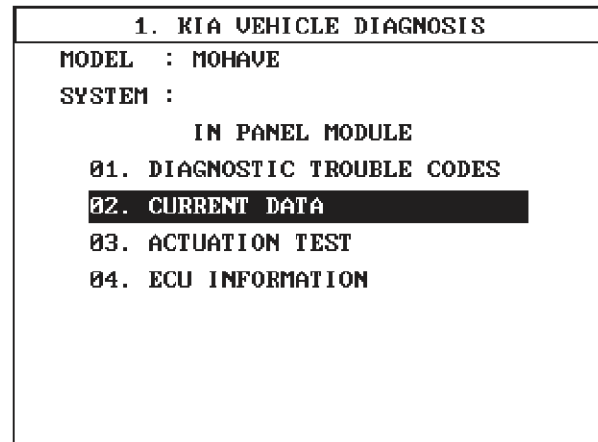 1. KIA VEHICLE DIAGNOSIS
MODEL : MOHAVE
SYSTEM :
IN PANEL MODULE
01. DIAGNOSTIC TROUBLE CODES
02. CURRENT DATA
03. ACTUATION TEST
04. ECU INFORMATION